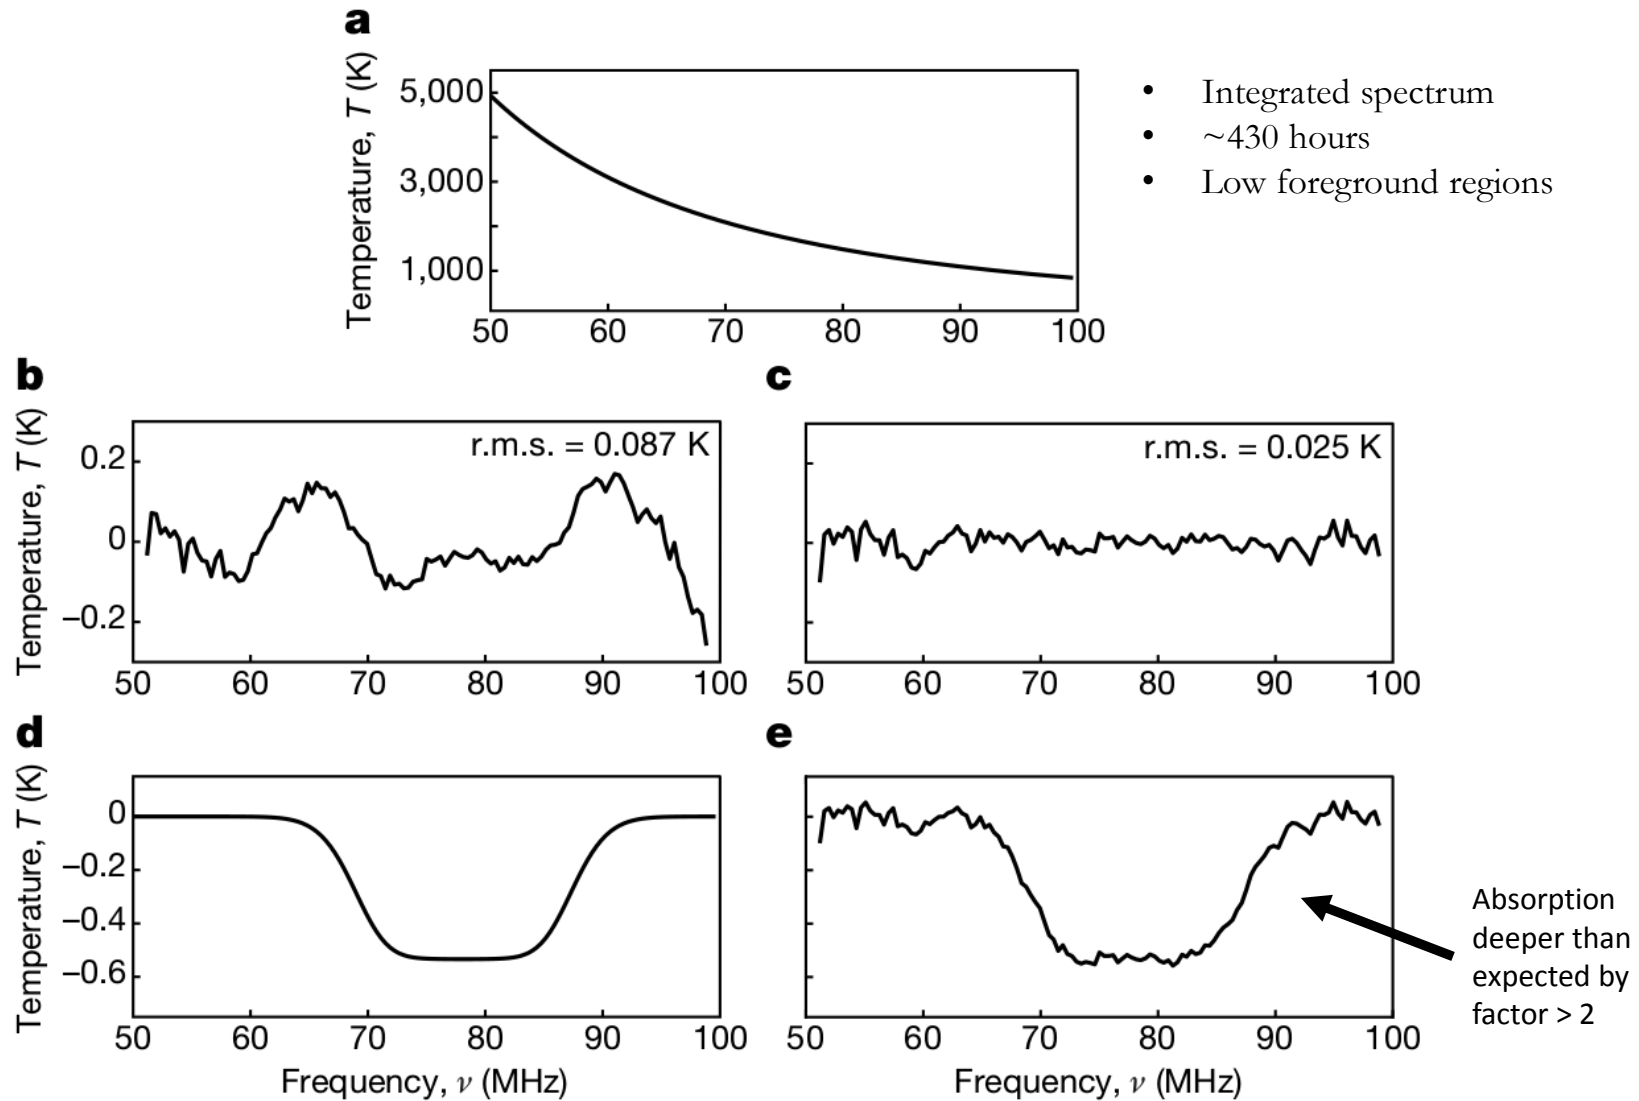 a
Temperature, T (K)
5,000
3,000
1,000
50 60 70 80 90 100
• Integrated spectrum
• ~430 hours
• Low foreground regions
b
Temperature, T (K)
r.m.s. = 0.087 K
0.2
0
−0.2
50 60 70 80 90 100
c
r.m.s. = 0.025 K
50 60 70 80 90 100
d
Temperature, T (K)
0
−0.2
−0.4
−0.6
50 60 70 80 90 100
Frequency, ν (MHz)
e
50 60 70 80 90 100
Frequency, ν (MHz)
Absorption
deeper than
expected by
factor > 2